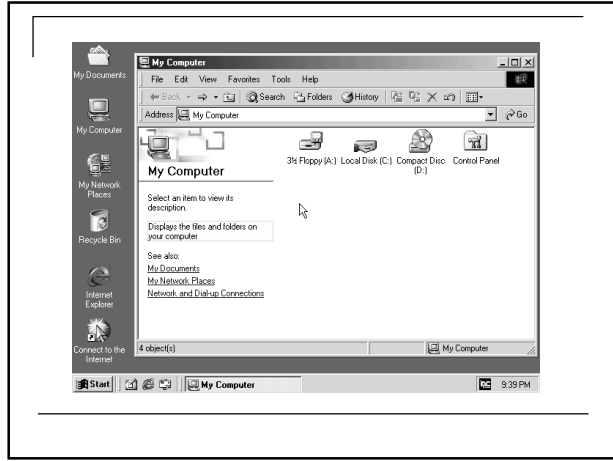 My Documents
My Computer
My Network
Places
Recycle Bin
Internet
Explorer
Connect to the
Internet
My Computer
File Edit View Favorites Tools Help
Back Search Folders History
Address My Computer Go
My Computer
Select an item to view its
description.
Displays the files and folders on
your computer
See also:
My Documents
My Network Places
Network and Dial-up Connections
3½ Floppy (A:) Local Disk (C:) Compact Disc
(D:) Control Panel
4 object(s) My Computer
Start My Computer 9:39 PM